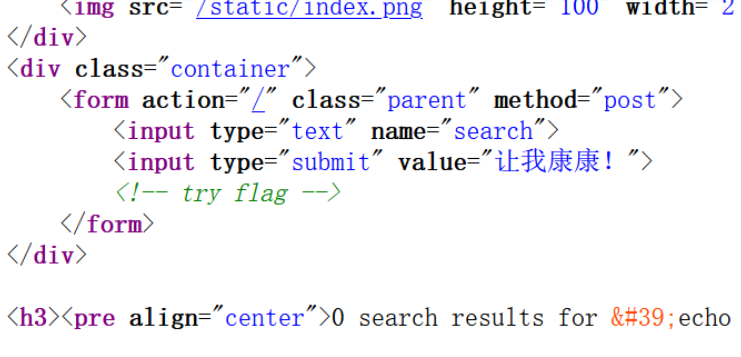 <img src="/static/index.png" height="100" width="2
</div>
<div class="container">
<form action="/" class="parent" method="post">
<input type="text" name="search">
<input type="submit" value="让我康康！">
<!-- try flag -->
</form>
</div>
<h3><pre align="center">0 search results for &#39;echo